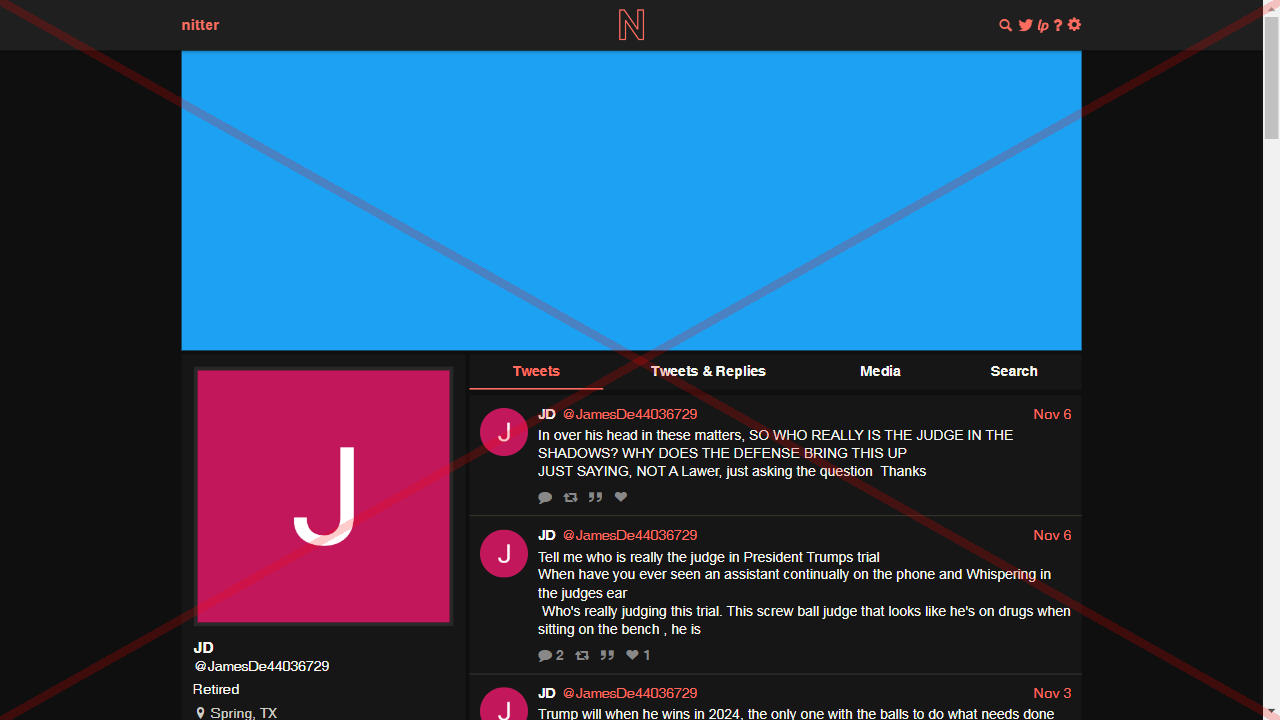 nitter
N
lp ?
Tweets
Tweets & Replies
Media
Search
J
JD
@JamesDe44036729
Retired
Spring, TX
J
JD @JamesDe44036729 Nov 6
In over his head in these matters, SO WHO REALLY IS THE JUDGE IN THE
SHADOWS? WHY DOES THE DEFENSE BRING THIS UP
JUST SAYING, NOT A Lawer, just asking the question Thanks
J
JD @JamesDe44036729 Nov 6
Tell me who is really the judge in President Trumps trial
When have you ever seen an assistant continually on the phone and Whispering in
the judges ear
Who's really judging this trial. This screw ball judge that looks like he's on drugs when
sitting on the bench , he is
2 1
J
JD @JamesDe44036729 Nov 3
Trump will when he wins in 2024, the only one with the balls to do what needs done